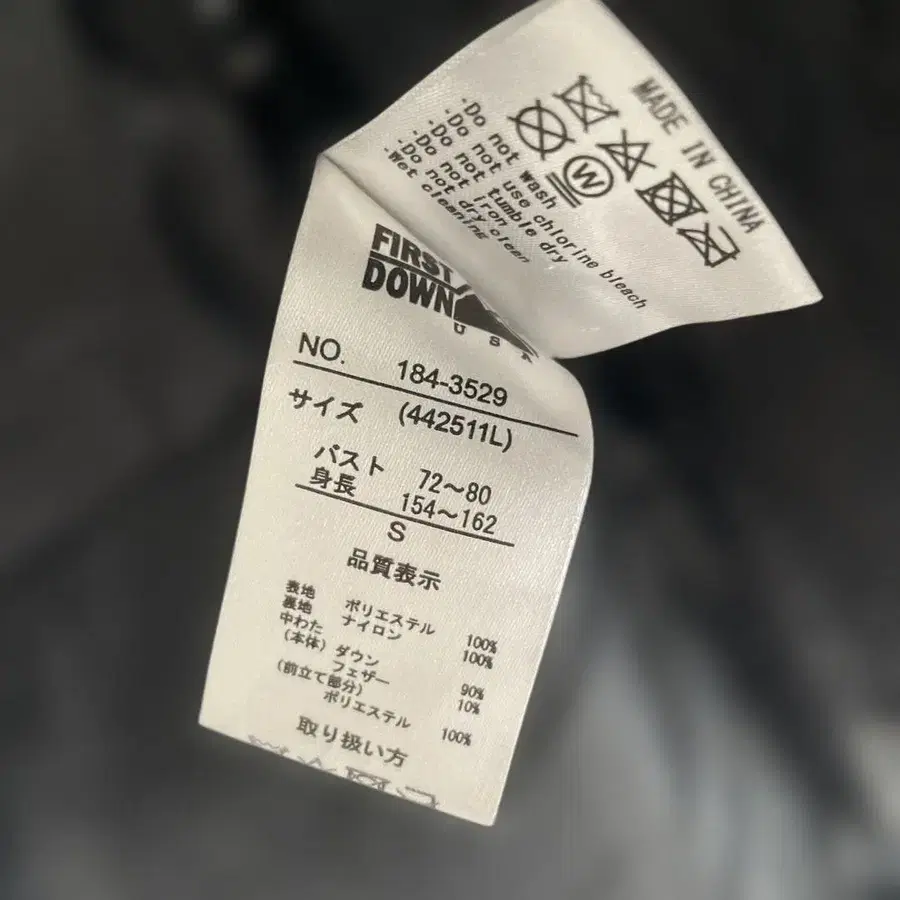 MADE IN CHINA
W
·Do not wash
·Do not use chlorine bleach
·Do not tumble dry
·Do not iron
·Do not dry clean
·Wet cleaning
FIRST
DOWN
USA
NO. 184-3529
サイズ (442511L)
バスト 72～80
身長 154～162
S
品質表示
表地 ポリエステル 100%
裏地 ナイロン 100%
中わた
(本体) ダウン 90%
フェザー 10%
(前立て部分)
ポリエステル 100%
取り扱い方